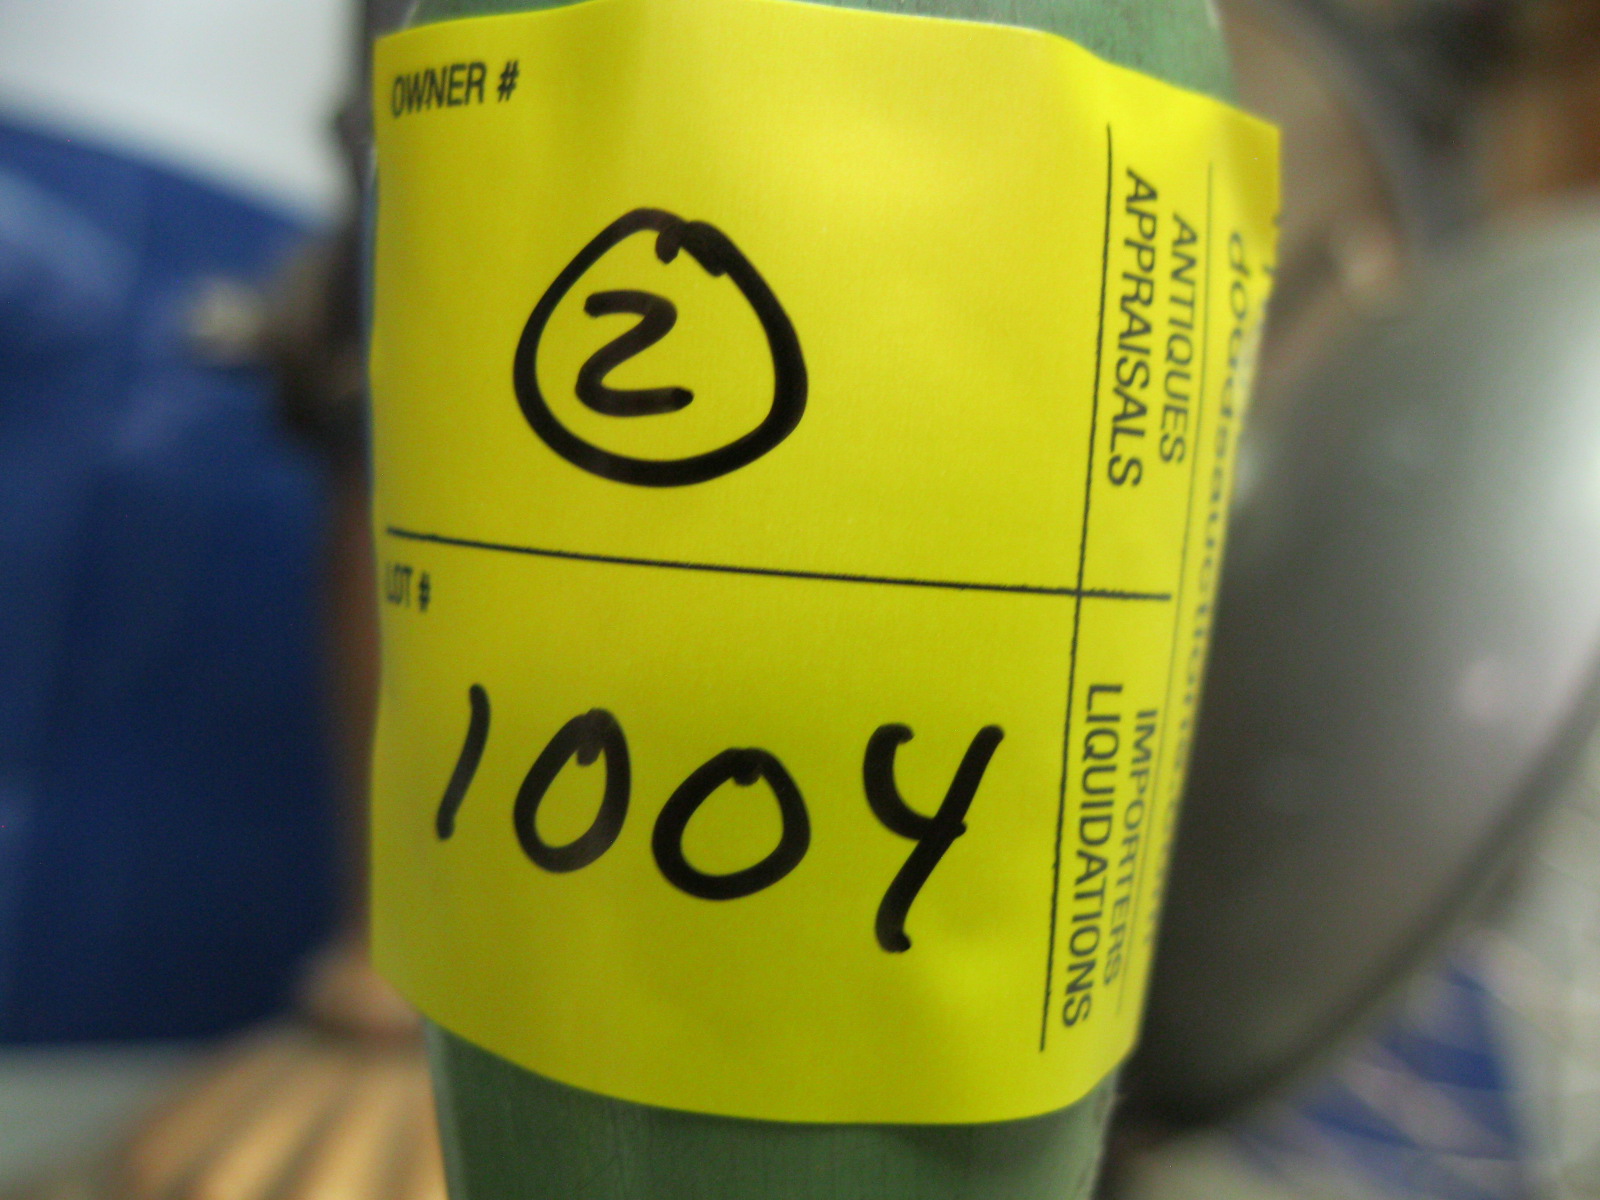 OWNER #
2
LOT #
1004
ANTIQUES
APPRAISALS
IMPORTERS
LIQUIDATIONS